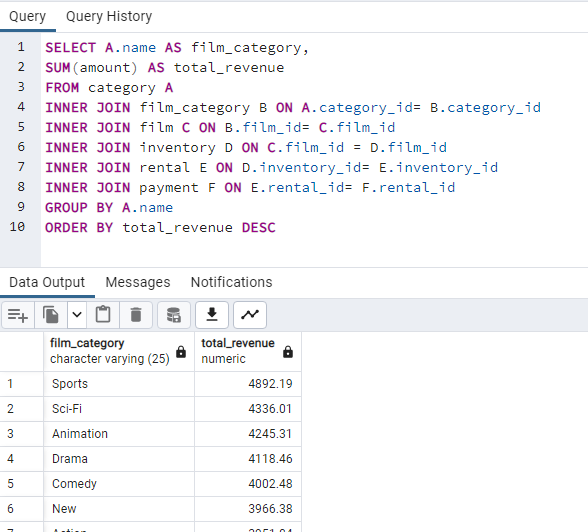 Query Query History
1 SELECT A.name AS film_category,
2 SUM(amount) AS total_revenue
3 FROM category A
4 INNER JOIN film_category B ON A.category_id= B.category_id
5 INNER JOIN film C ON B.film_id= C.film_id
6 INNER JOIN inventory D ON C.film_id = D.film_id
7 INNER JOIN rental E ON D.inventory_id= E.inventory_id
8 INNER JOIN payment F ON E.rental_id= F.rental_id
9 GROUP BY A.name
10 ORDER BY total_revenue DESC
Data Output Messages Notifications
film_category total_revenue
character varying (25) numeric
1 Sports 4892.19
2 Sci-Fi 4336.01
3 Animation 4245.31
4 Drama 4118.46
5 Comedy 4002.48
6 New 3966.38